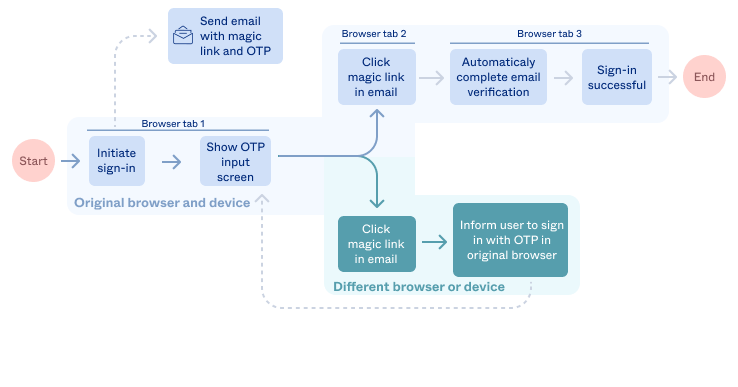 Send email
with magic
link and OTP
Browser tab 2
Browser tab 3
Click
magic link
in email
Automaticaly
complete email
verification
Sign-in
successful
End
Browser tab 1
Start
Initiate
sign-in
Show OTP
input
screen
Original browser and device
Click
magic link
in email
Inform user to sign
in with OTP in
original browser
Different browser or device